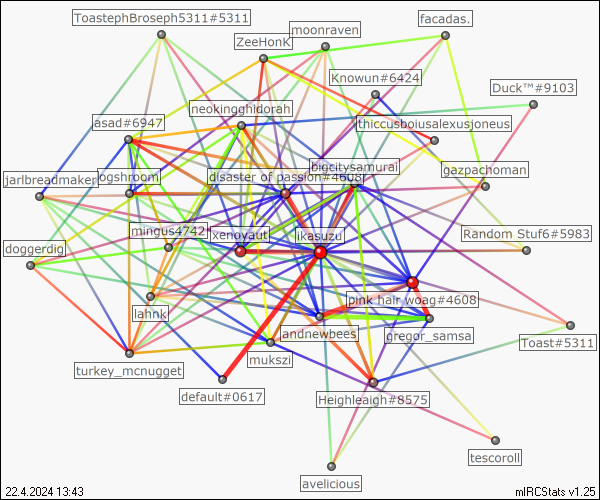 ToastephBroseph5311#5311
facadas.
moonraven
ZeeHonK
Knowun#6424
Duck™#9103
neokingghidorah
asad#6947
thiccusboiusalexusjoneus
bigcitysamurai
jarlbreadmaker
ogshroom
disaster of passion#4608
gazpachoman
mingus4742
xenoyaut
ikasuzu
Random Stuf6#5983
doggerdig
pink hair woag#4608
lahnk
landnewbees
gregor_samsa
Toast#5311
mukszi
turkey_mcnugget
default#0617
Heighleigh#8575
tescoroll
avelicious
22.4.2024 13:43
mIRCStats v1.25